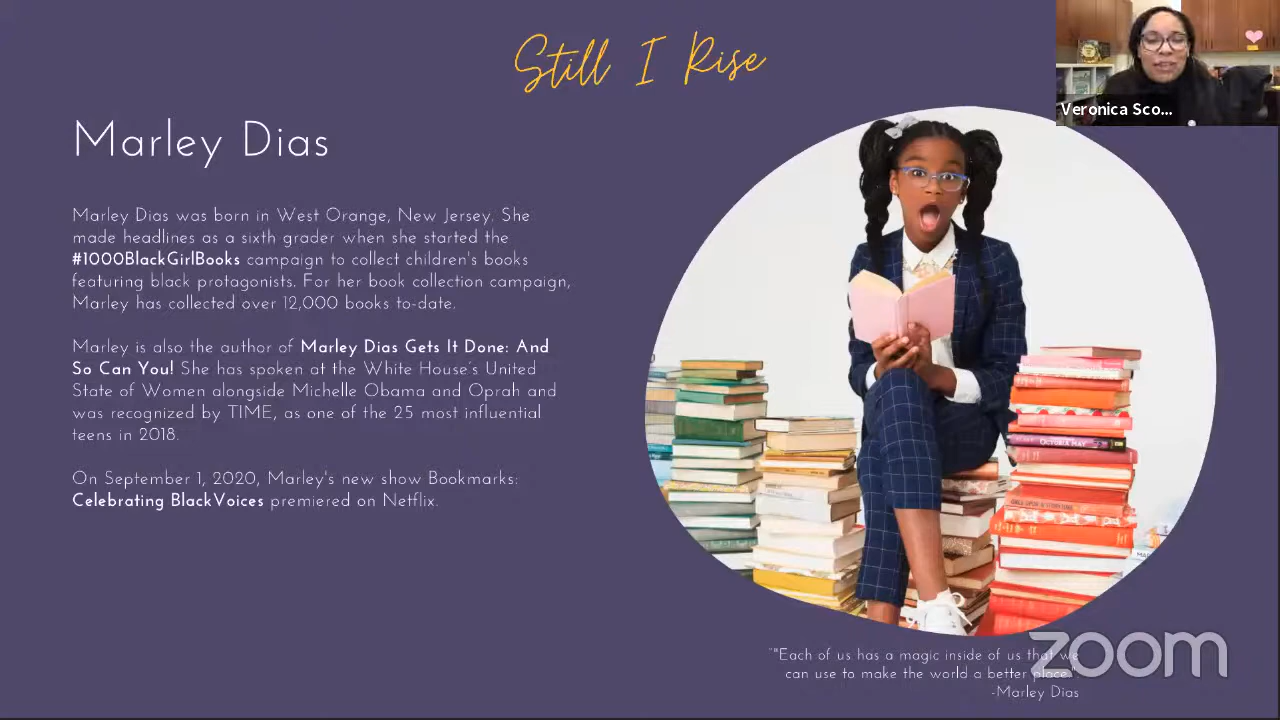 Still I Rise
Veronica Sco...
Marley Dias
Marley Dias was born in West Orange, New Jersey. She
made headlines as a sixth grader when she started the
#1000BlackGirlBooks campaign to collect children's books
featuring black protagonists. For her book collection campaign,
Marley has collected over 12,000 books to-date.
Marley is also the author of Marley Dias Gets It Done: And
So Can You! She has spoken at the White House's United
State of Women alongside Michelle Obama and Oprah and
was recognized by TIME, as one of the 25 most influential
teens in 2018.
On September 1, 2020, Marley's new show Bookmarks:
Celebrating BlackVoices premiered on Netflix.
OCTAVIA MAY
"“Each of us has a magic inside of us that we
can use to make the world a better place."
-Marley Dias
zoom